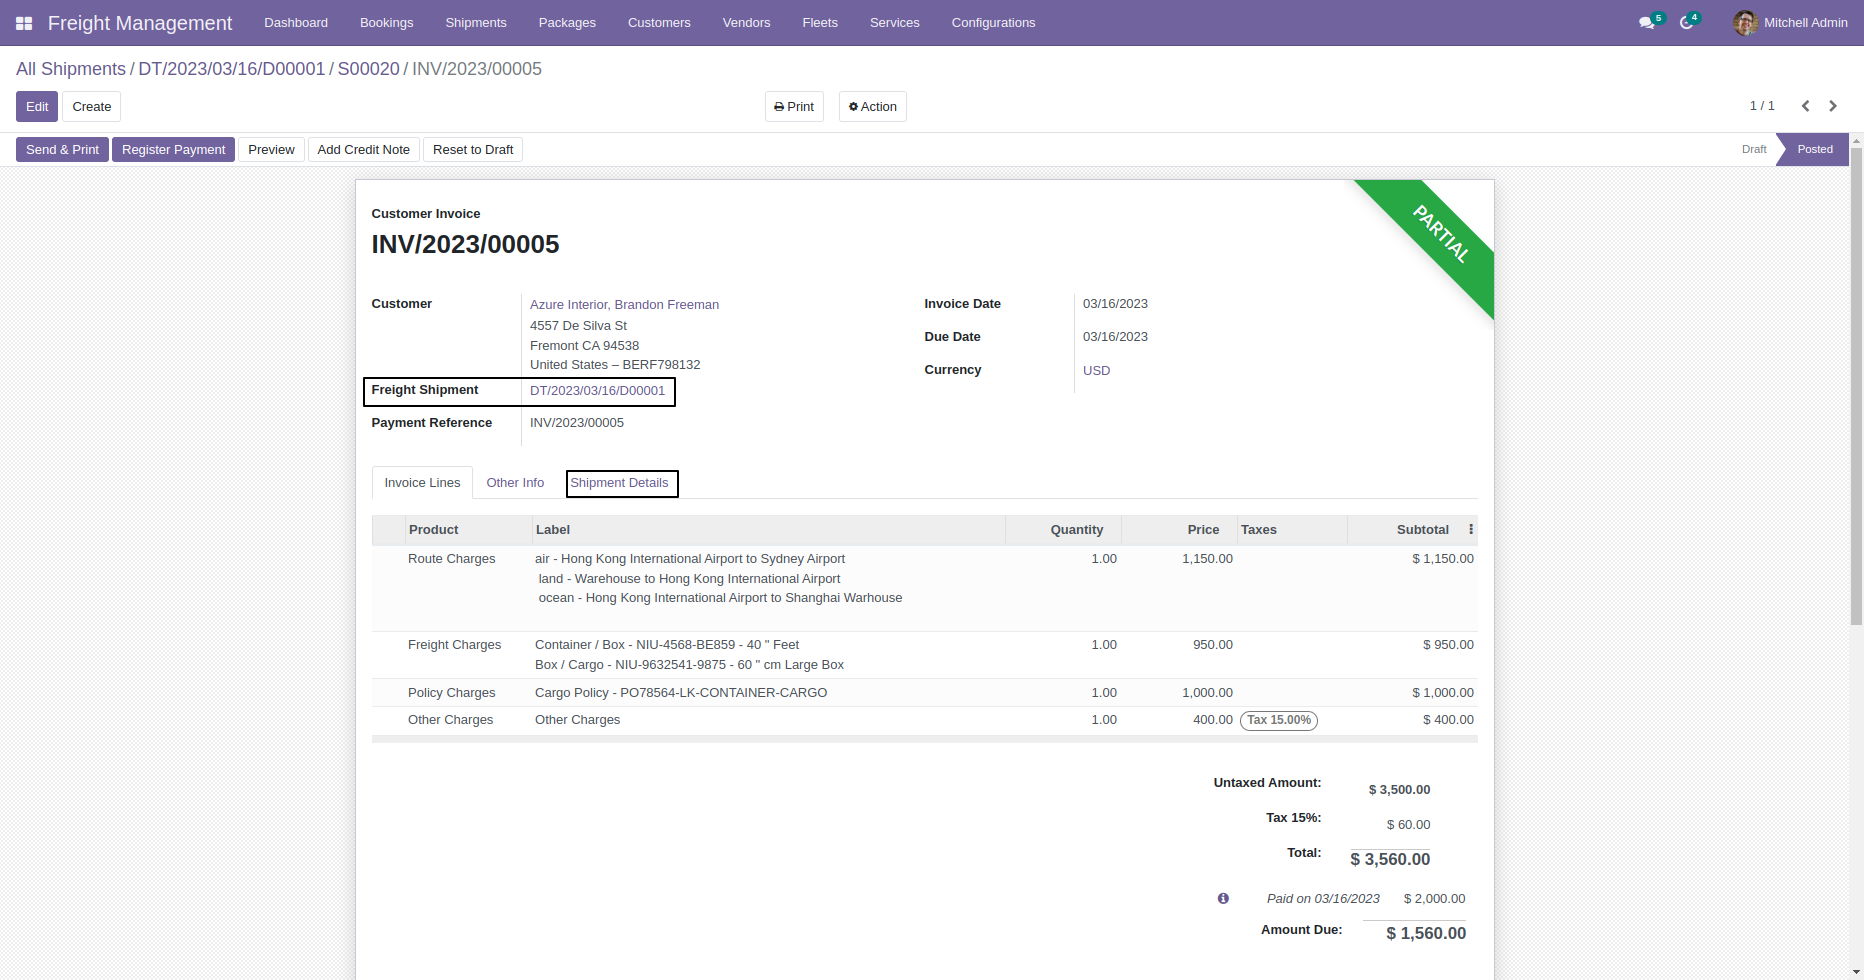 Freight Management Dashboard Bookings Shipments Packages Customers Vendors Fleets Services Configurations 5 4 Mitchell Admin
All Shipments / DT/2023/03/16/D00001 / S00020 / INV/2023/00005
Edit Create Print Action 1 / 1
Send & Print Register Payment Preview Add Credit Note Reset to Draft Draft Posted
PARTIAL
Customer Invoice
INV/2023/00005
Customer Azure Interior, Brandon Freeman Invoice Date 03/16/2023
4557 De Silva St
Fremont CA 94538 Due Date 03/16/2023
United States – BERF798132 Currency USD
Freight Shipment DT/2023/03/16/D00001
Payment Reference INV/2023/00005
Invoice Lines Other Info Shipment Details
Product Label Quantity Price Taxes Subtotal
Route Charges air - Hong Kong International Airport to Sydney Airport 1.00 1,150.00 $ 1,150.00
land - Warehouse to Hong Kong International Airport
ocean - Hong Kong International Airport to Shanghai Warhouse
Freight Charges Container / Box - NIU-4568-BE859 - 40 " Feet 1.00 950.00 $ 950.00
Box / Cargo - NIU-9632541-9875 - 60 " cm Large Box
Policy Charges Cargo Policy - PO78564-LK-CONTAINER-CARGO 1.00 1,000.00 $ 1,000.00
Other Charges Other Charges 1.00 400.00 Tax 15.00% $ 400.00
Untaxed Amount: $ 3,500.00
Tax 15%: $ 60.00
Total: $ 3,560.00
Paid on 03/16/2023 $ 2,000.00
Amount Due: $ 1,560.00